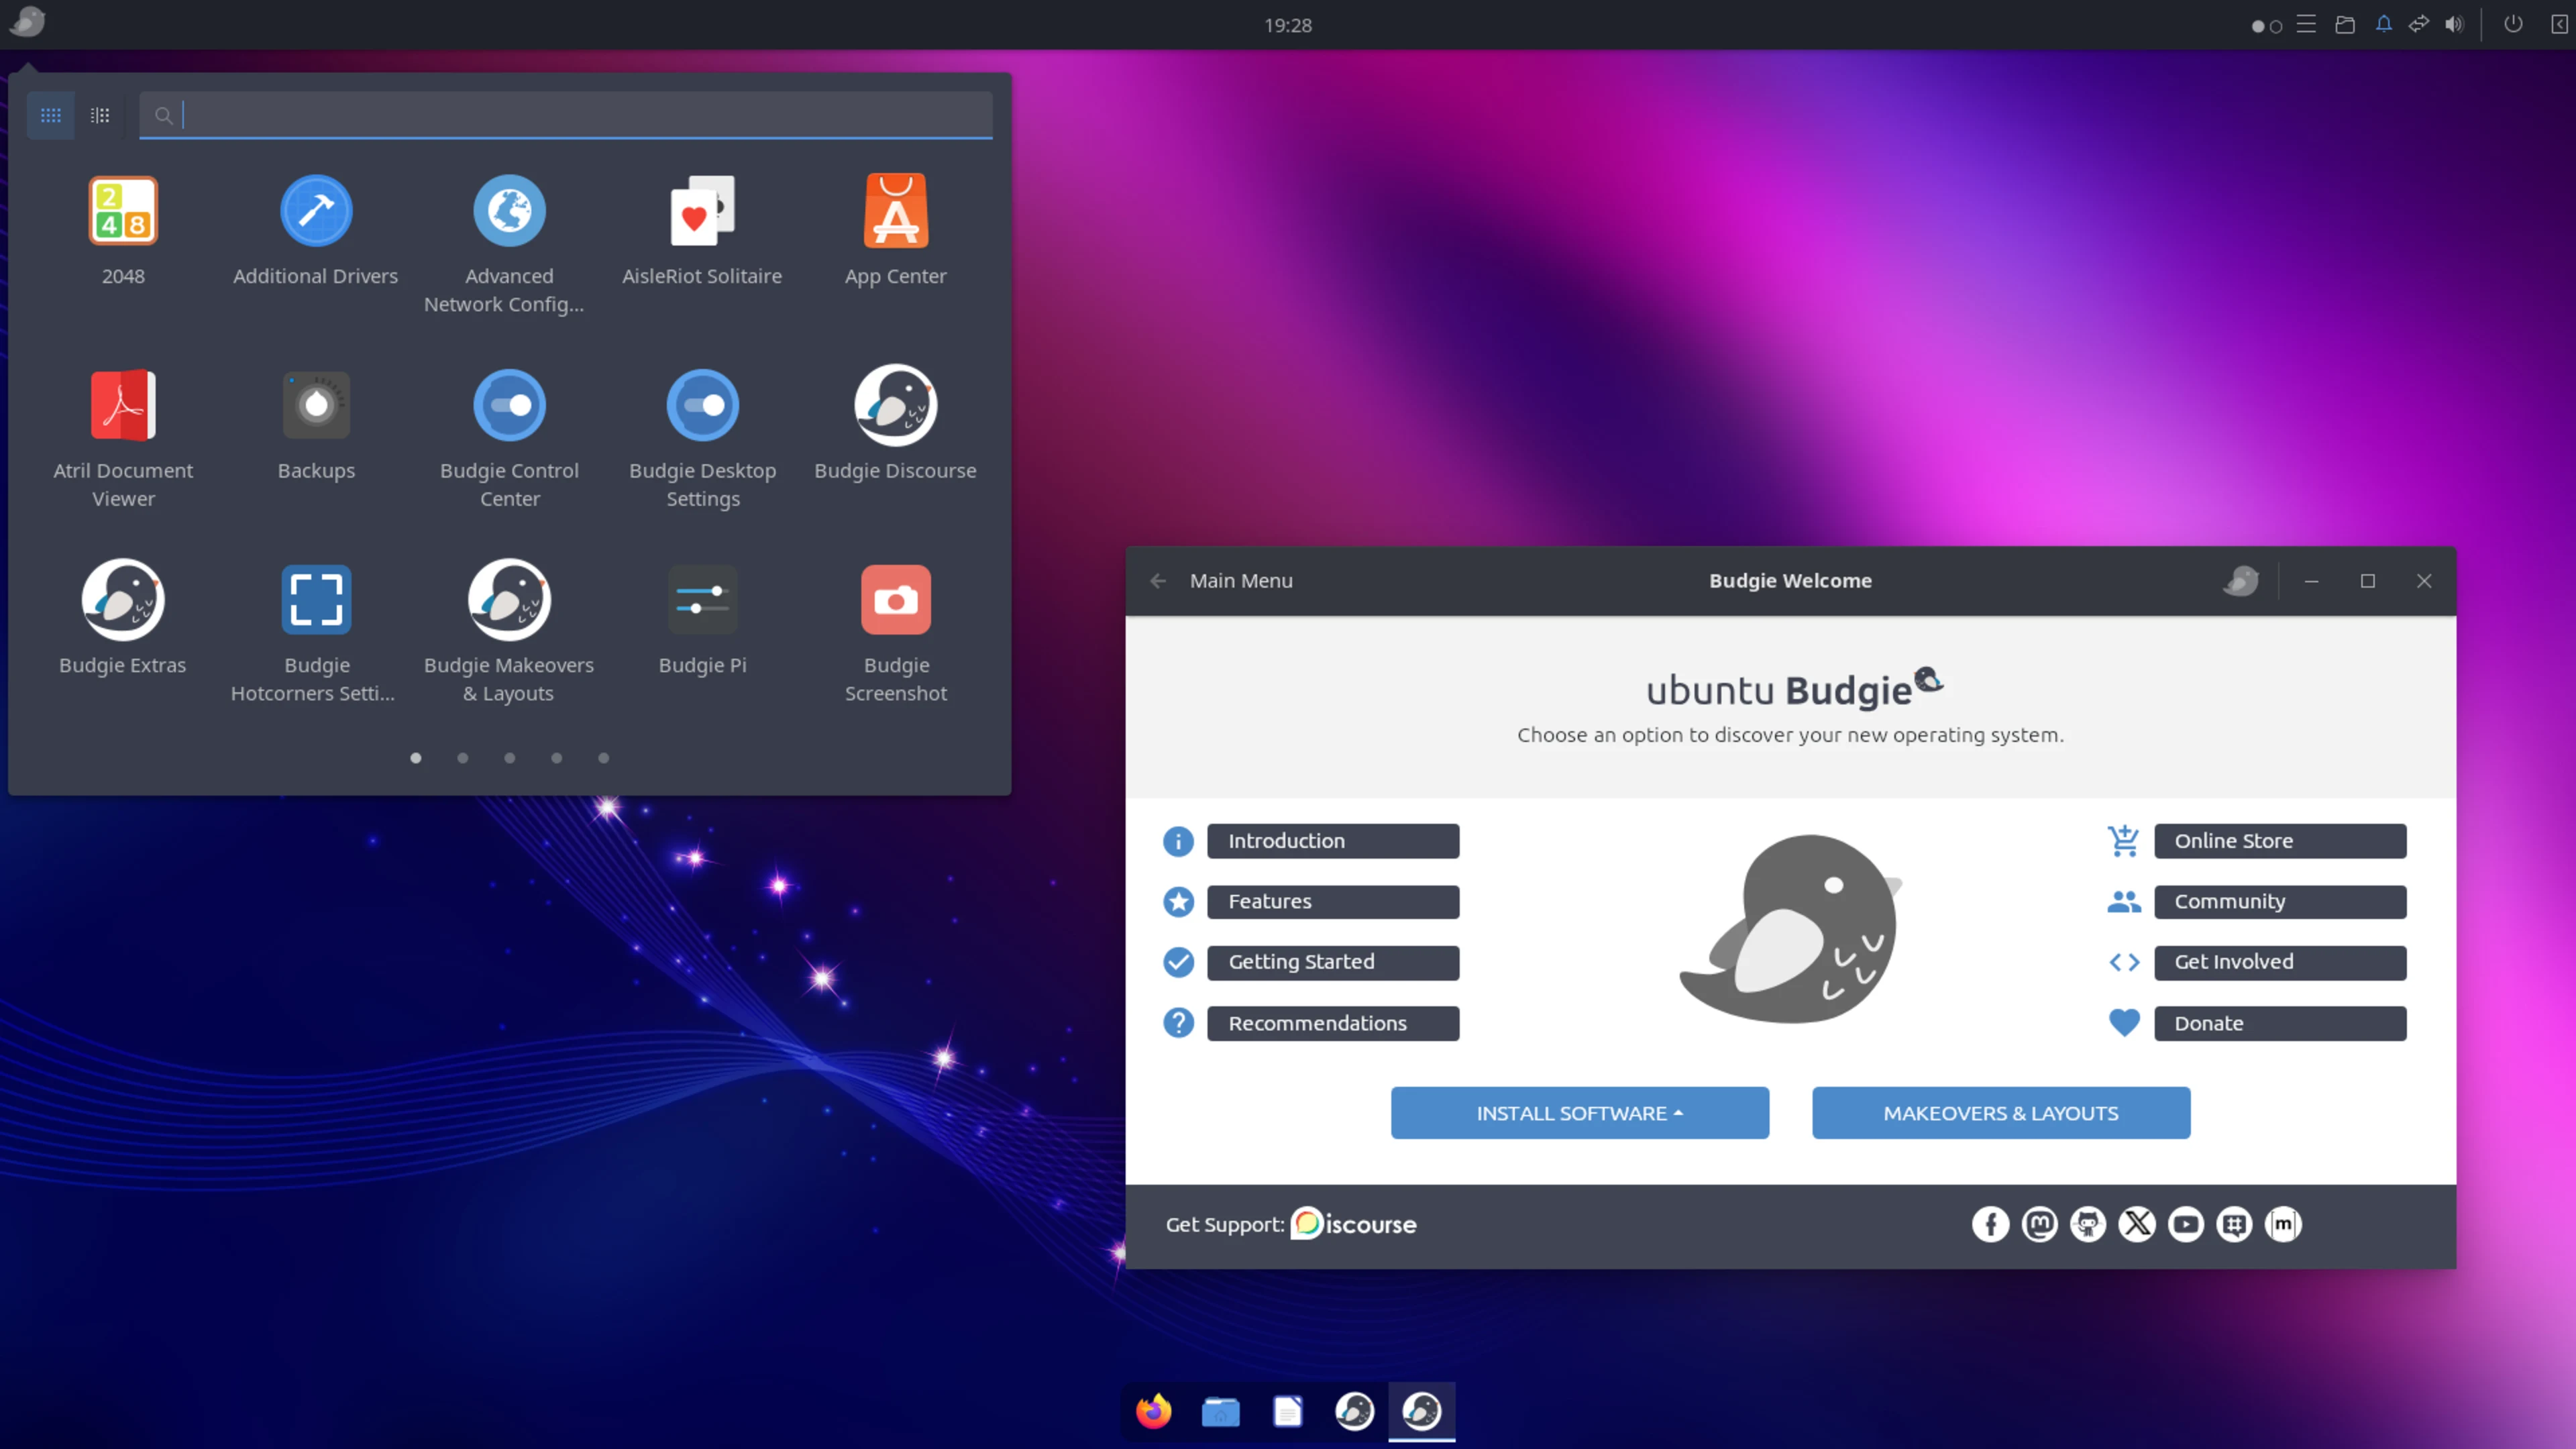 19:28
2048
Additional Drivers
Advanced
Network Config...
AisleRiot Solitaire
App Center
Atril Document
Viewer
Backups
Budgie Control
Center
Budgie Desktop
Settings
Budgie Discourse
Budgie Extras
Budgie
Hotcorners Setti...
Budgie Makeovers
& Layouts
Budgie Pi
Budgie
Screenshot
Main Menu
Budgie Welcome
ubuntu Budgie
Choose an option to discover your new operating system.
Introduction
Features
Getting Started
Recommendations
Online Store
Community
Get Involved
Donate
INSTALL SOFTWARE
MAKEOVERS & LAYOUTS
Get Support: Discourse